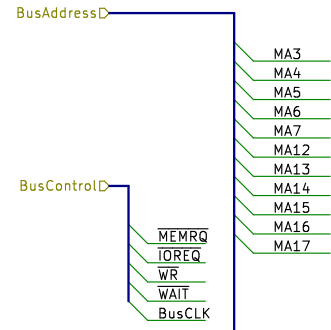 BusAddress
MA3
MA4
MA5
MA6
MA7
MA12
MA13
MA14
MA15
MA16
MA17
BusControl
MEMRQ
IOREQ
WR
WAIT
BusCLK